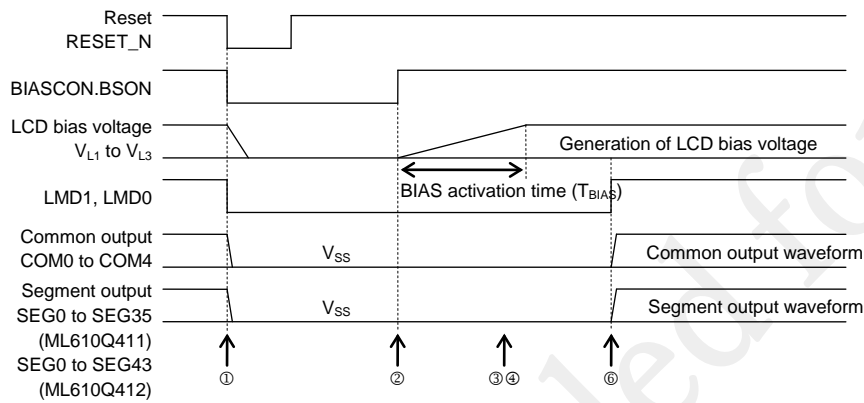 Reset
RESET_N
BIASCON.BSON
LCD bias voltage
VL1 to VL3
Generation of LCD bias voltage
BIAS activation time (TBIAS)
LMD1, LMD0
Common output
COM0 to COM4
VSS
Common output waveform
Segment output
SEG0 to SEG35
(ML610Q411)
SEG0 to SEG43
(ML610Q412)
VSS
Segment output waveform
① ② ③④ ⑥